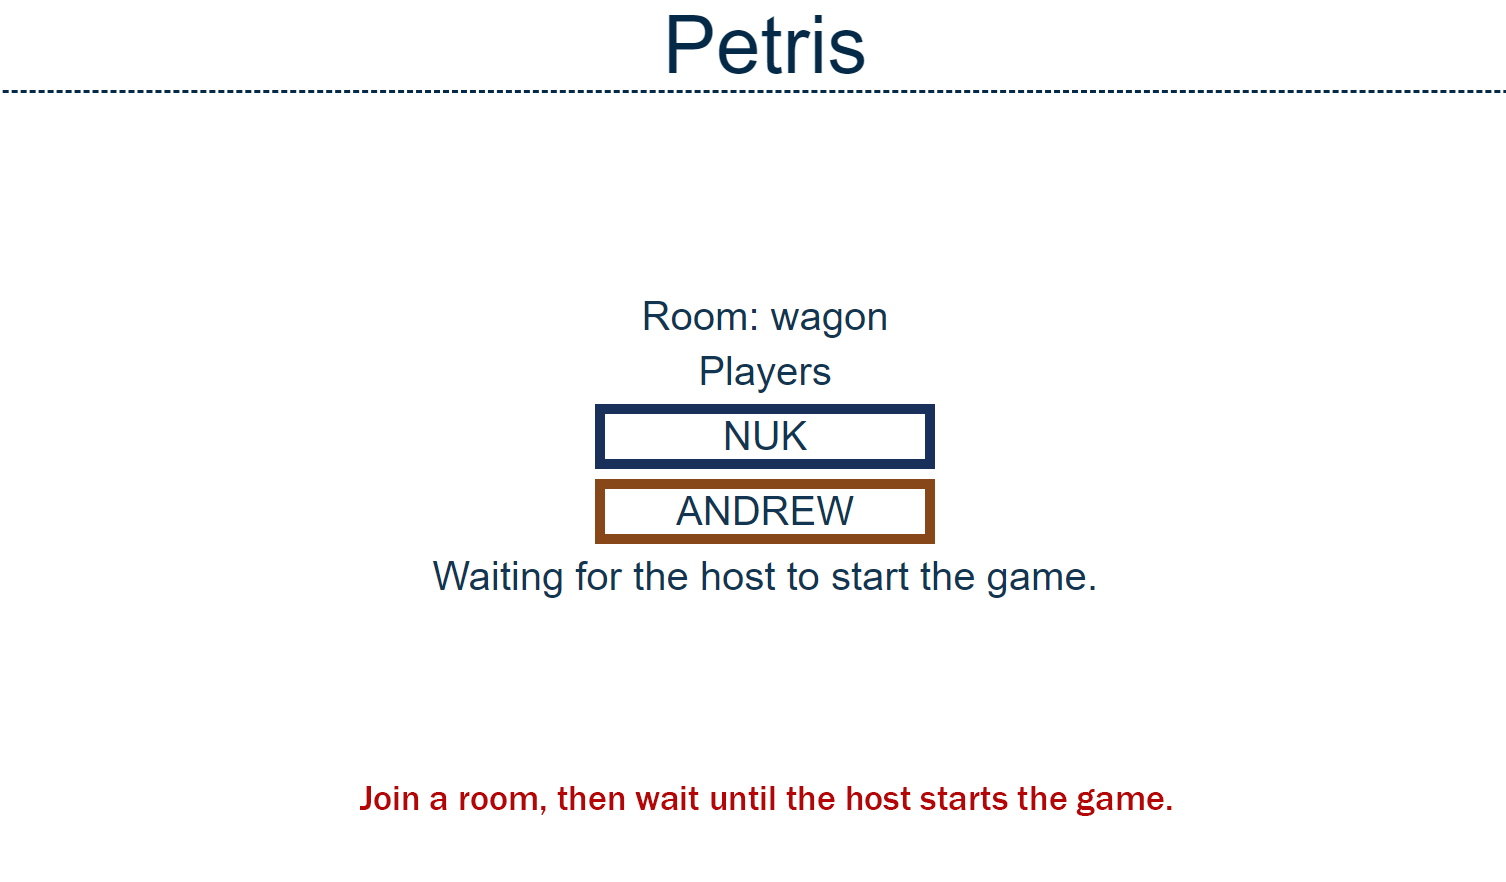 Petris
Room: wagon
Players
NUK
ANDREW
Waiting for the host to start the game.
Join a room, then wait until the host starts the game.